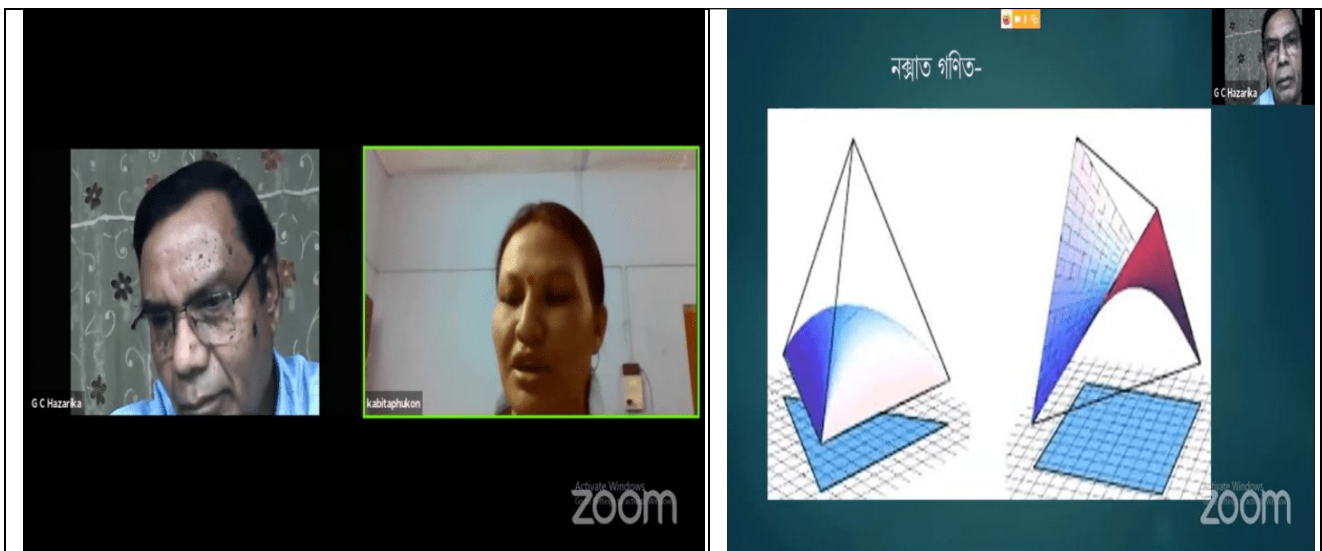 G C Hazarika
kabitaphukon
Activate Windows
zoom
নক্সাত গণিত-
G C Hazarika
Activate Windows
zoom